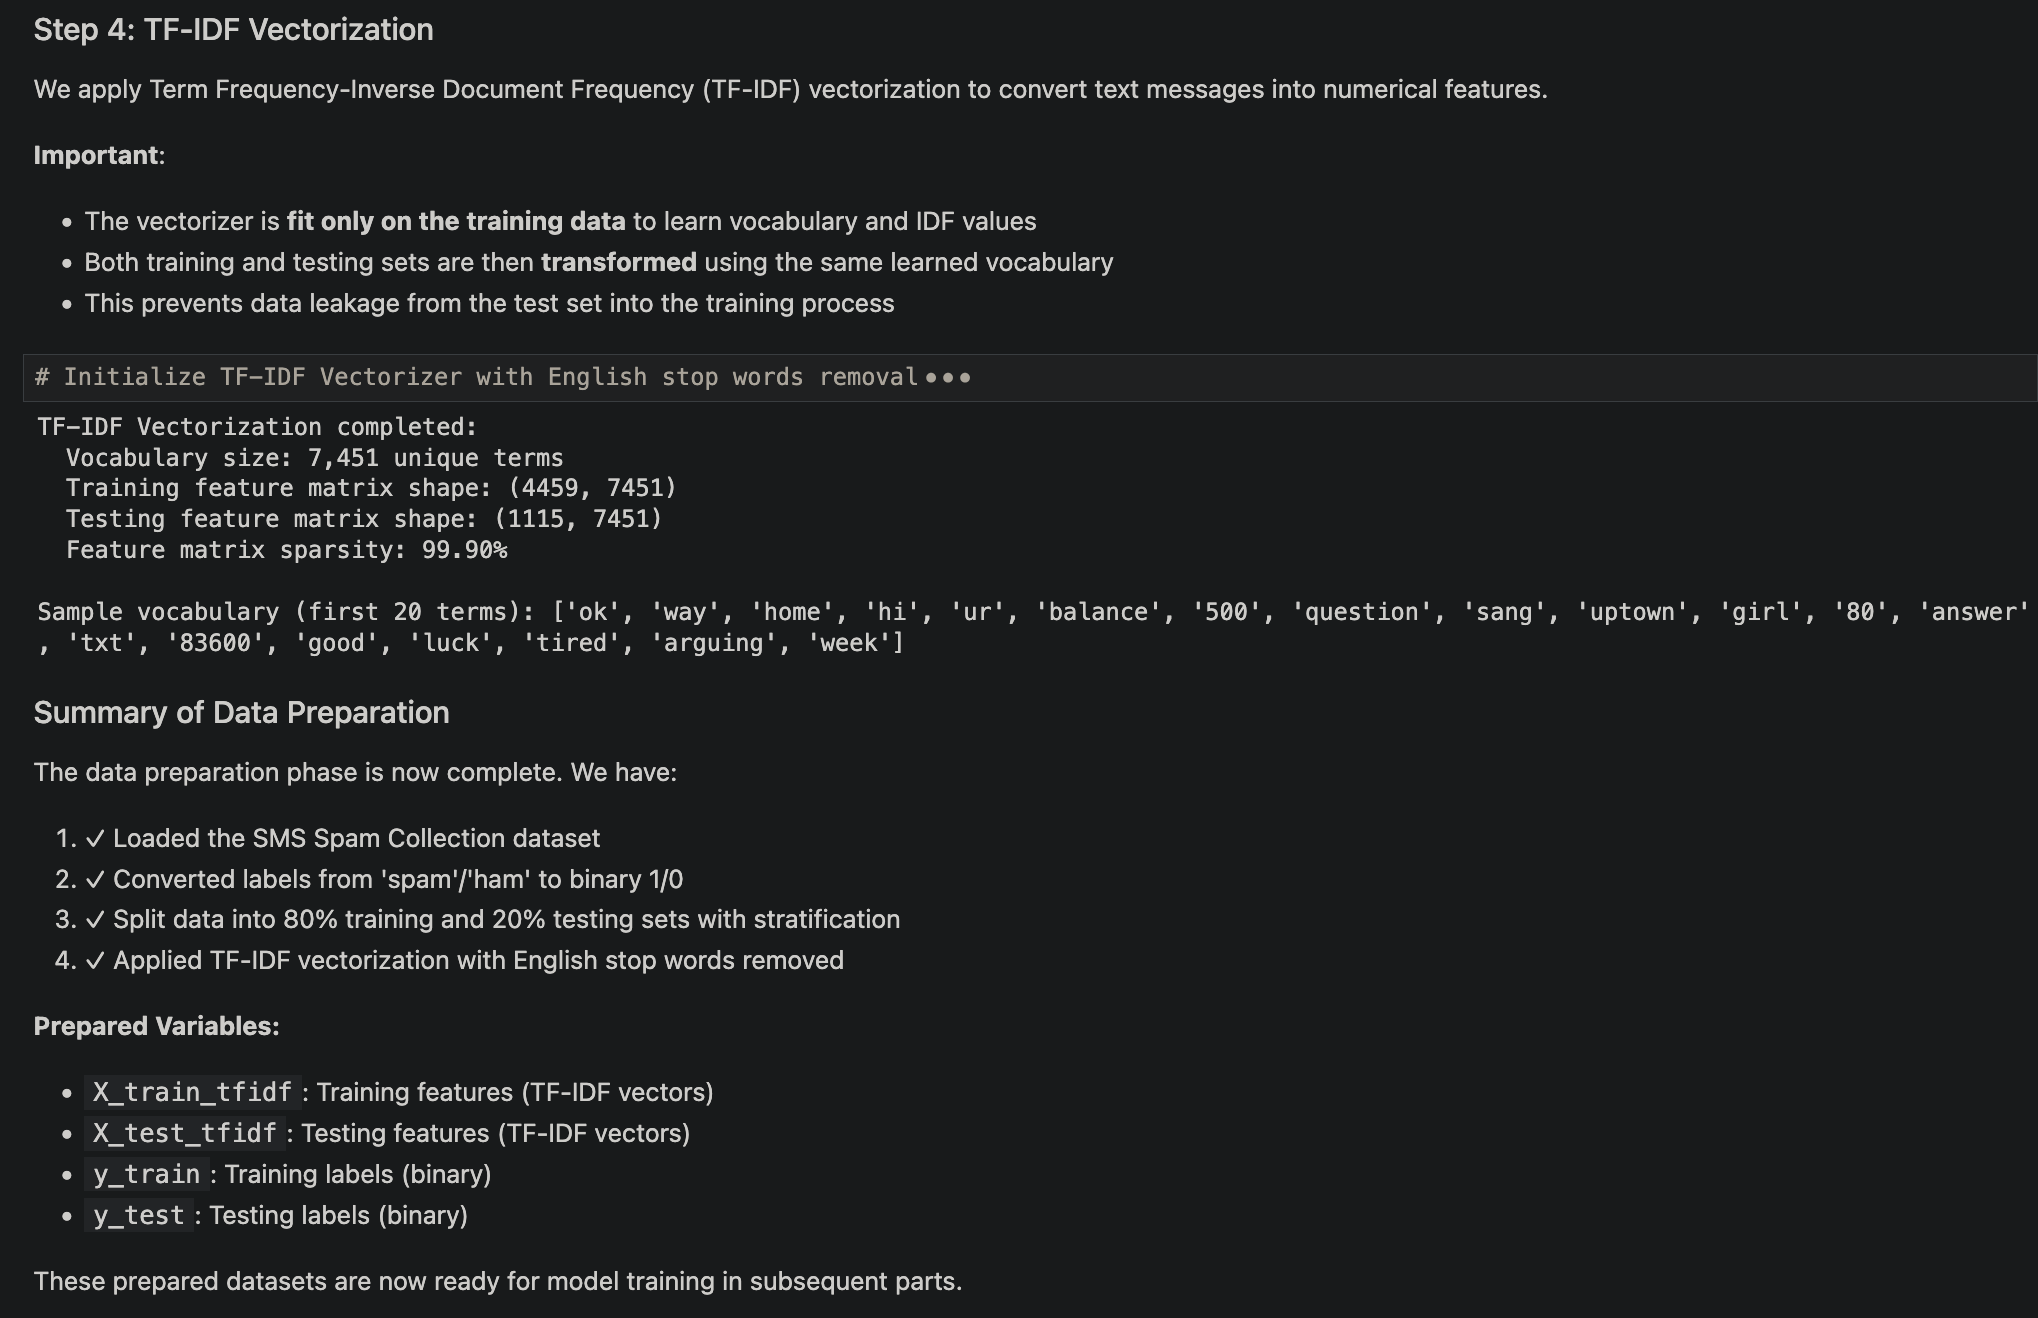 Step 4: TF-IDF Vectorization
We apply Term Frequency-Inverse Document Frequency (TF-IDF) vectorization to convert text messages into numerical features.
Important:
• The vectorizer is fit only on the training data to learn vocabulary and IDF values
• Both training and testing sets are then transformed using the same learned vocabulary
• This prevents data leakage from the test set into the training process
# Initialize TF-IDF Vectorizer with English stop words removal•••
TF-IDF Vectorization completed:
  Vocabulary size: 7,451 unique terms
  Training feature matrix shape: (4459, 7451)
  Testing feature matrix shape: (1115, 7451)
  Feature matrix sparsity: 99.90%
Sample vocabulary (first 20 terms): ['ok', 'way', 'home', 'hi', 'ur', 'balance', '500', 'question', 'sang', 'uptown', 'girl', '80', 'answer'
, 'txt', '83600', 'good', 'luck', 'tired', 'arguing', 'week']
Summary of Data Preparation
The data preparation phase is now complete. We have:
1. ✓ Loaded the SMS Spam Collection dataset
2. ✓ Converted labels from 'spam'/'ham' to binary 1/0
3. ✓ Split data into 80% training and 20% testing sets with stratification
4. ✓ Applied TF-IDF vectorization with English stop words removed
Prepared Variables:
• X_train_tfidf : Training features (TF-IDF vectors)
• X_test_tfidf : Testing features (TF-IDF vectors)
• y_train : Training labels (binary)
• y_test : Testing labels (binary)
These prepared datasets are now ready for model training in subsequent parts.